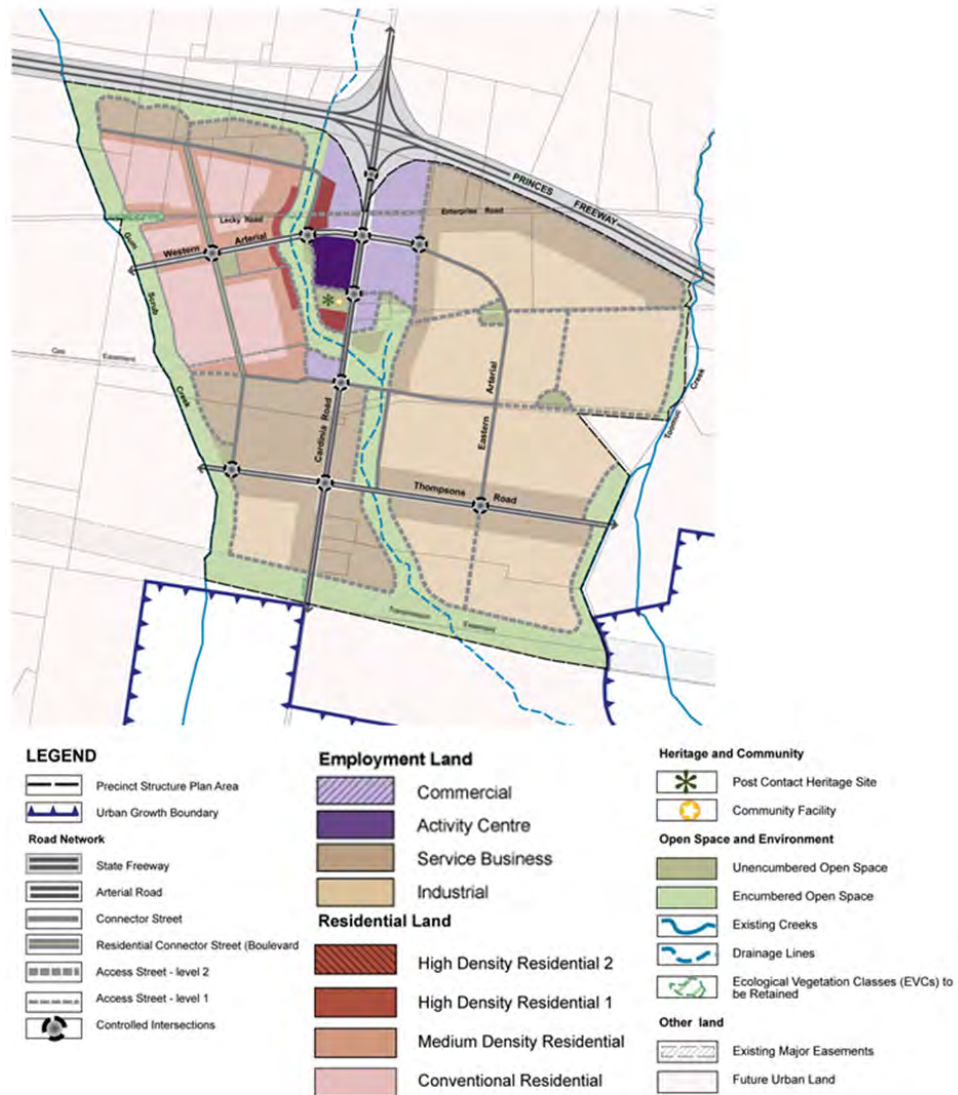 PRINCES
FREEWAY
Lecky Road
Enterprise Road
Western
Arterial
Gum
Scrub
Creek
Gas
Easement
Cardinia Road
Eastern
Arterial
Toomuc Creek
Thompsons Road
Transmission Easement
LEGEND
Precinct Structure Plan Area
Urban Growth Boundary
Road Network
State Freeway
Arterial Road
Connector Street
Residential Connector Street (Boulevard
Access Street - level 2
Access Street - level 1
Controlled Intersections
Employment Land
Commercial
Activity Centre
Service Business
Industrial
Residential Land
High Density Residential 2
High Density Residential 1
Medium Density Residential
Conventional Residential
Heritage and Community
Post Contact Heritage Site
Community Facility
Open Space and Environment
Unencumbered Open Space
Encumbered Open Space
Existing Creeks
Drainage Lines
Ecological Vegetation Classes (EVCs) to
be Retained
Other land
Existing Major Easements
Future Urban Land